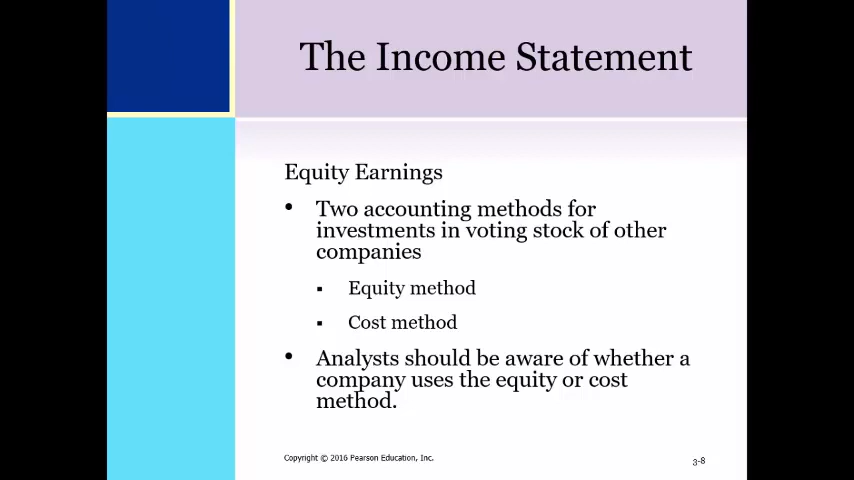 The Income Statement
Equity Earnings
• Two accounting methods for
investments in voting stock of other
companies
▪ Equity method
▪ Cost method
• Analysts should be aware of whether a
company uses the equity or cost
method.
Copyright © 2016 Pearson Education, Inc.
3-8